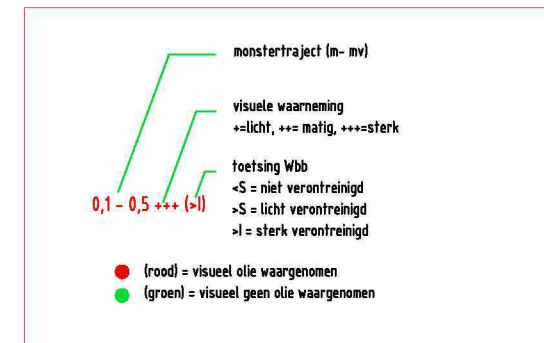 monstertraject (m- mv)
visuele waarneming
+=licht, ++= matig, +++=sterk
toetsing Wbb
<S = niet verontreinigd
>S = licht verontreinigd
>I = sterk verontreinigd
0,1 - 0,5 +++ (>I)
(rood) = visueel olie waargenomen
(groen) = visueel geen olie waargenomen